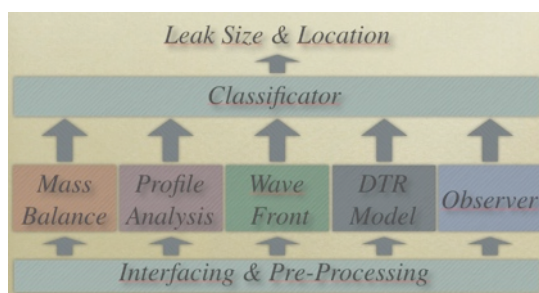 Leak Size & Location
Classificator
Mass Balance
Profile Analysis
Wave Front
DTR Model
Observer
Interfacing & Pre-Processing